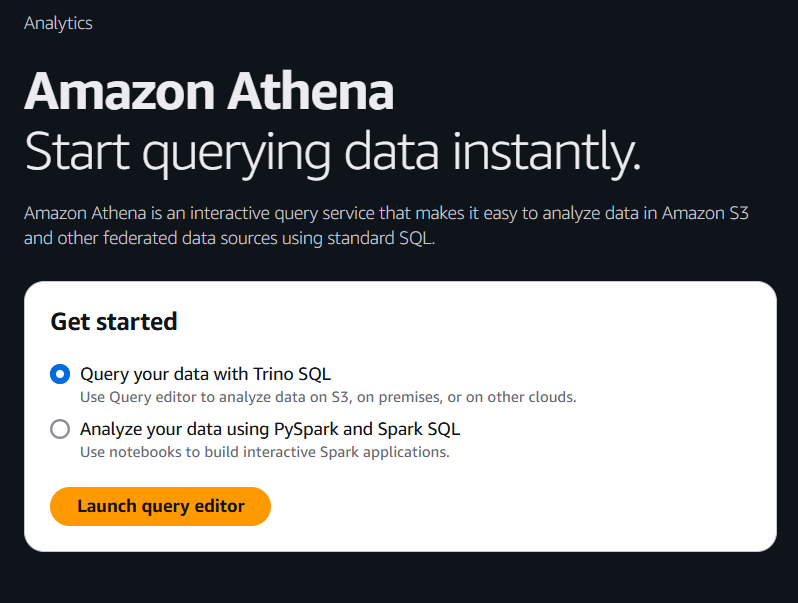 Analytics
Amazon Athena
Start querying data instantly.
Amazon Athena is an interactive query service that makes it easy to analyze data in Amazon S3
and other federated data sources using standard SQL.
Get started
Query your data with Trino SQL
Use Query editor to analyze data on S3, on premises, or on other clouds.
Analyze your data using PySpark and Spark SQL
Use notebooks to build interactive Spark applications.
Launch query editor